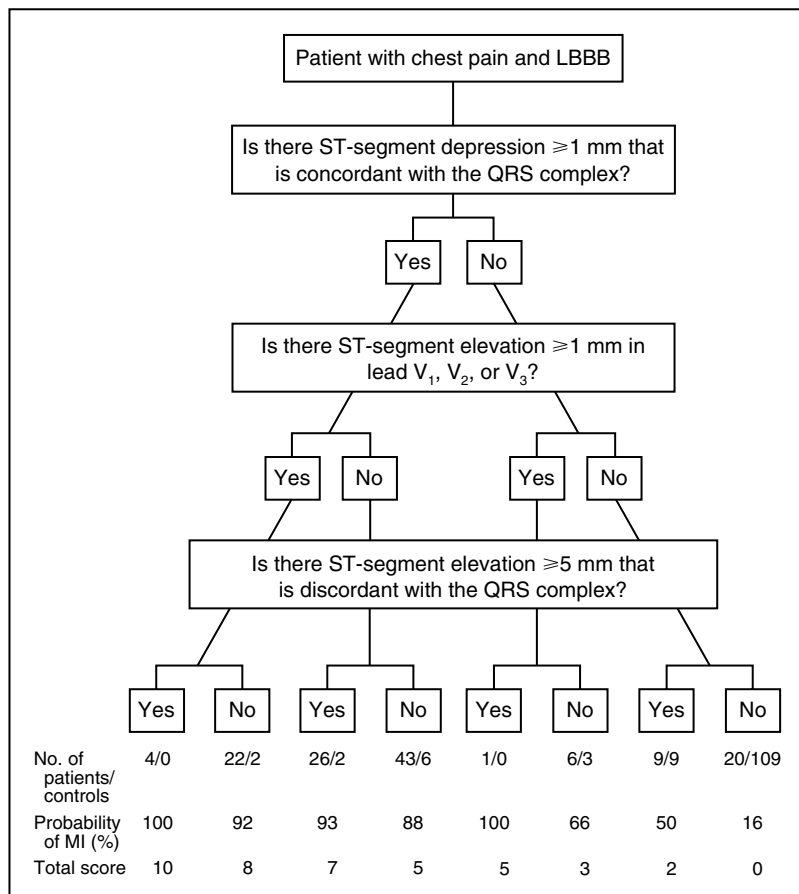 Patient with chest pain and LBBB
Is there ST-segment depression ⩾1 mm that
is concordant with the QRS complex?
Yes No
Is there ST-segment elevation ⩾1 mm in
lead V1, V2, or V3?
Yes No Yes No
Is there ST-segment elevation ⩾5 mm that
is discordant with the QRS complex?
Yes No Yes No Yes No Yes No
No. of 4/0 22/2 26/2 43/6 1/0 6/3 9/9 20/109
patients/
controls
Probability 100 92 93 88 100 66 50 16
of MI (%)
Total score 10 8 7 5 5 3 2 0